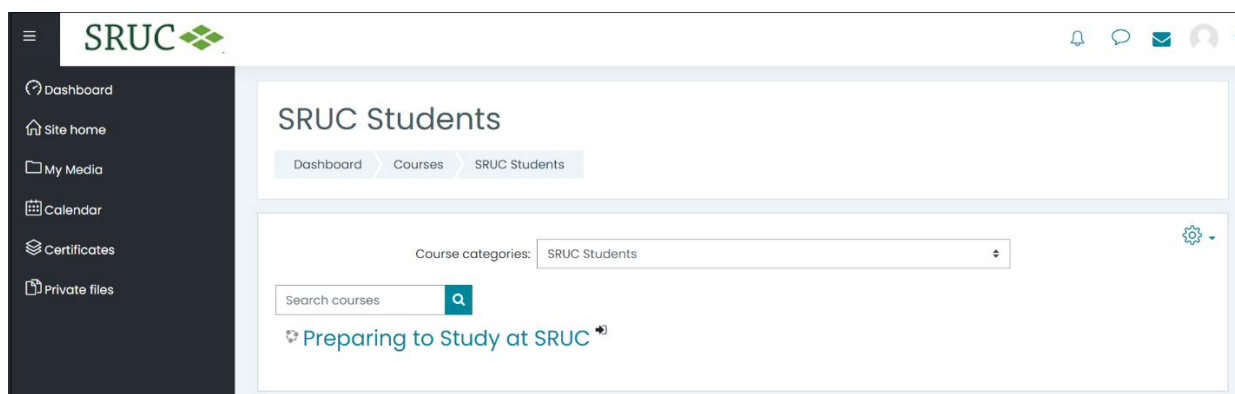 SRUC
Dashboard
Site home
My Media
Calendar
Certificates
Private files
SRUC Students
Dashboard Courses SRUC Students
Course categories: SRUC Students
Search courses
Preparing to Study at SRUC